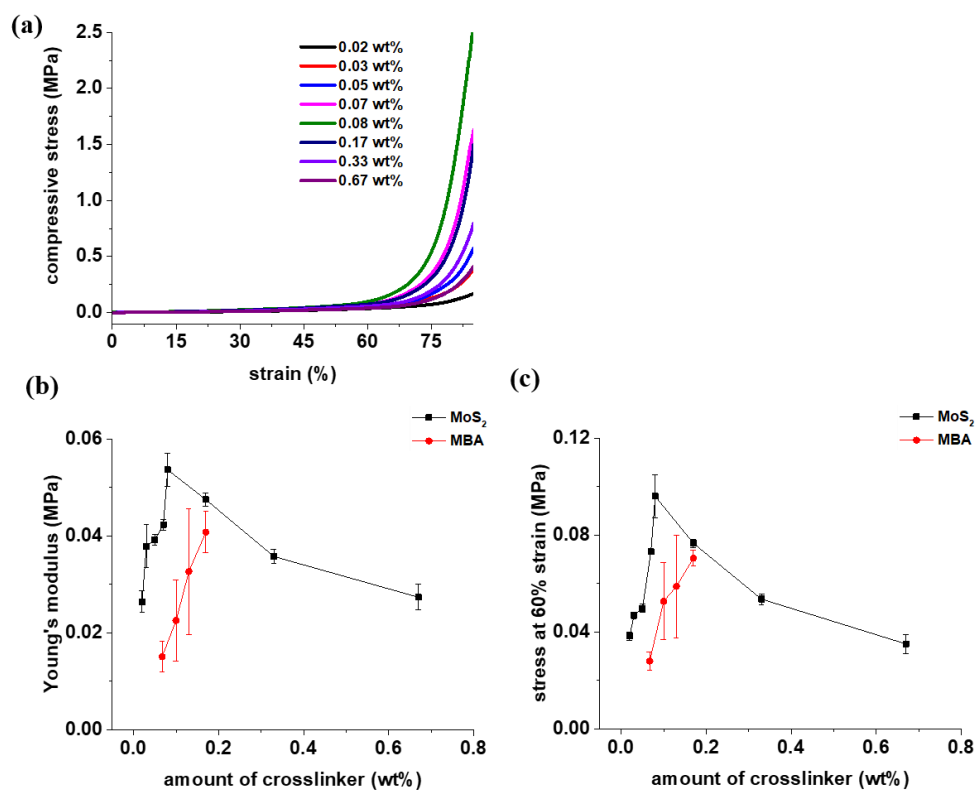 (a)
2.5
2.0
1.5
1.0
0.5
0.0
compressive stress (MPa)
0.02 wt%
0.03 wt%
0.05 wt%
0.07 wt%
0.08 wt%
0.17 wt%
0.33 wt%
0.67 wt%
0 15 30 45 60 75
strain (%)
(b)
MoS₂
MBA
0.06
0.04
0.02
0.00
Young's modulus (MPa)
0.0 0.2 0.4 0.6 0.8
amount of crosslinker (wt%)
(c)
MoS₂
MBA
0.12
0.08
0.04
0.00
stress at 60% strain (MPa)
0.0 0.2 0.4 0.6 0.8
amount of crosslinker (wt%)